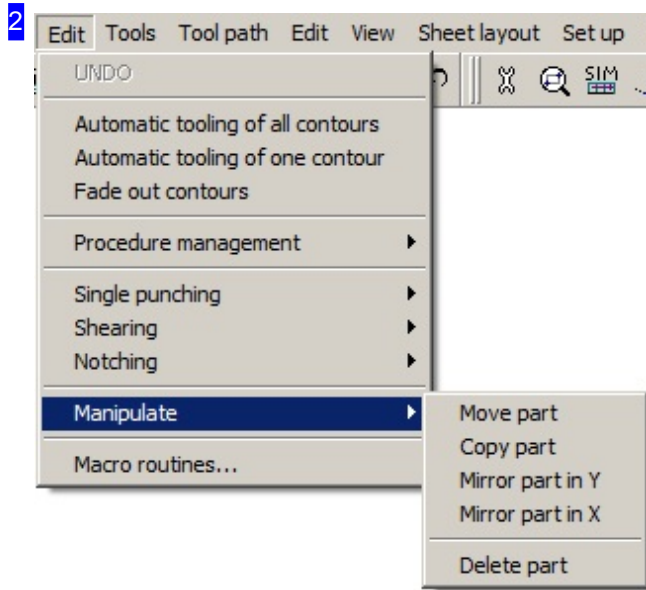 2
Edit Tools Tool path Edit View Sheet layout Set up
SIM
UNDO
Automatic tooling of all contours
Automatic tooling of one contour
Fade out contours
Procedure management
Single punching
Shearing
Notching
Manipulate
Macro routines...
Move part
Copy part
Mirror part in Y
Mirror part in X
Delete part